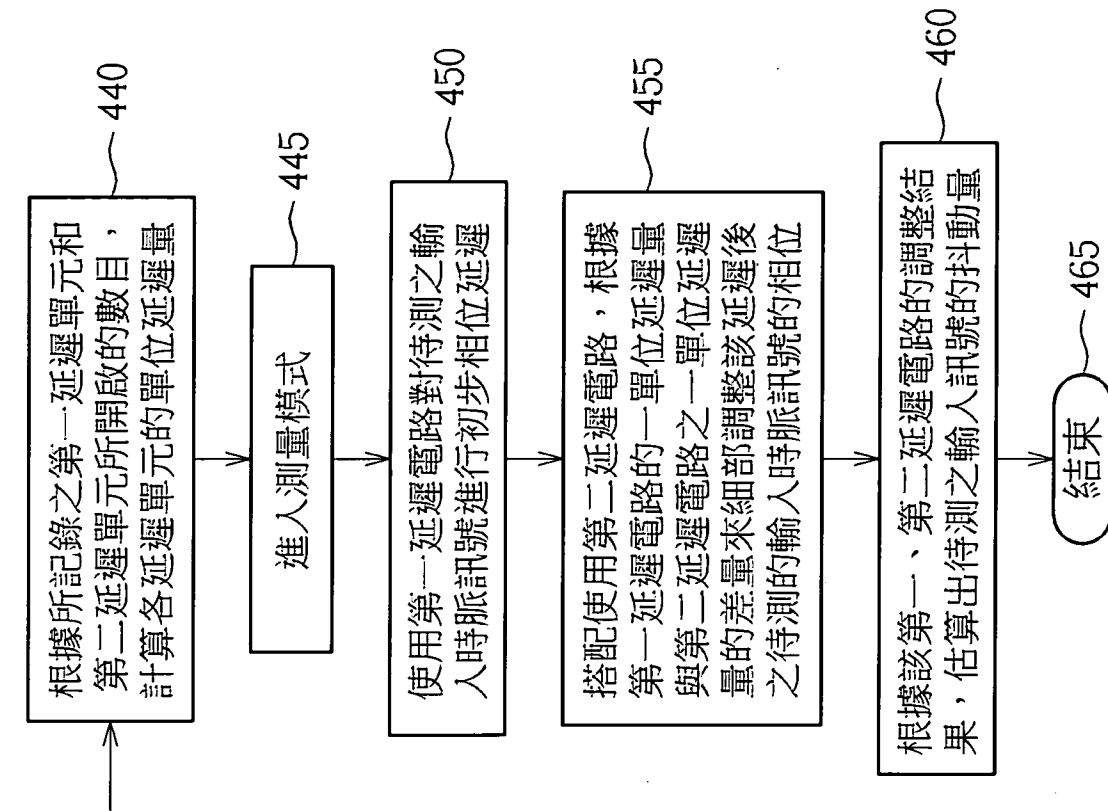 根據所記錄之第一延遲單元和
第二延遲單元所開啟的數目，
計算各延遲單元的單位延遲量
440
進入測量模式
445
使用第一延遲電路對待測之輸
入時脈訊號進行初步相位延遲
450
搭配使用第二延遲電路，根據
第一延遲電路的一單位延遲量
與第二延遲電路之一單位延遲
量的差量來細部調整該延遲後
之待測的輸入時脈訊號的相位
455
根據該第一、第二延遲電路的調整結
果，估算出待測之輸入訊號的抖動量
460
結束
465